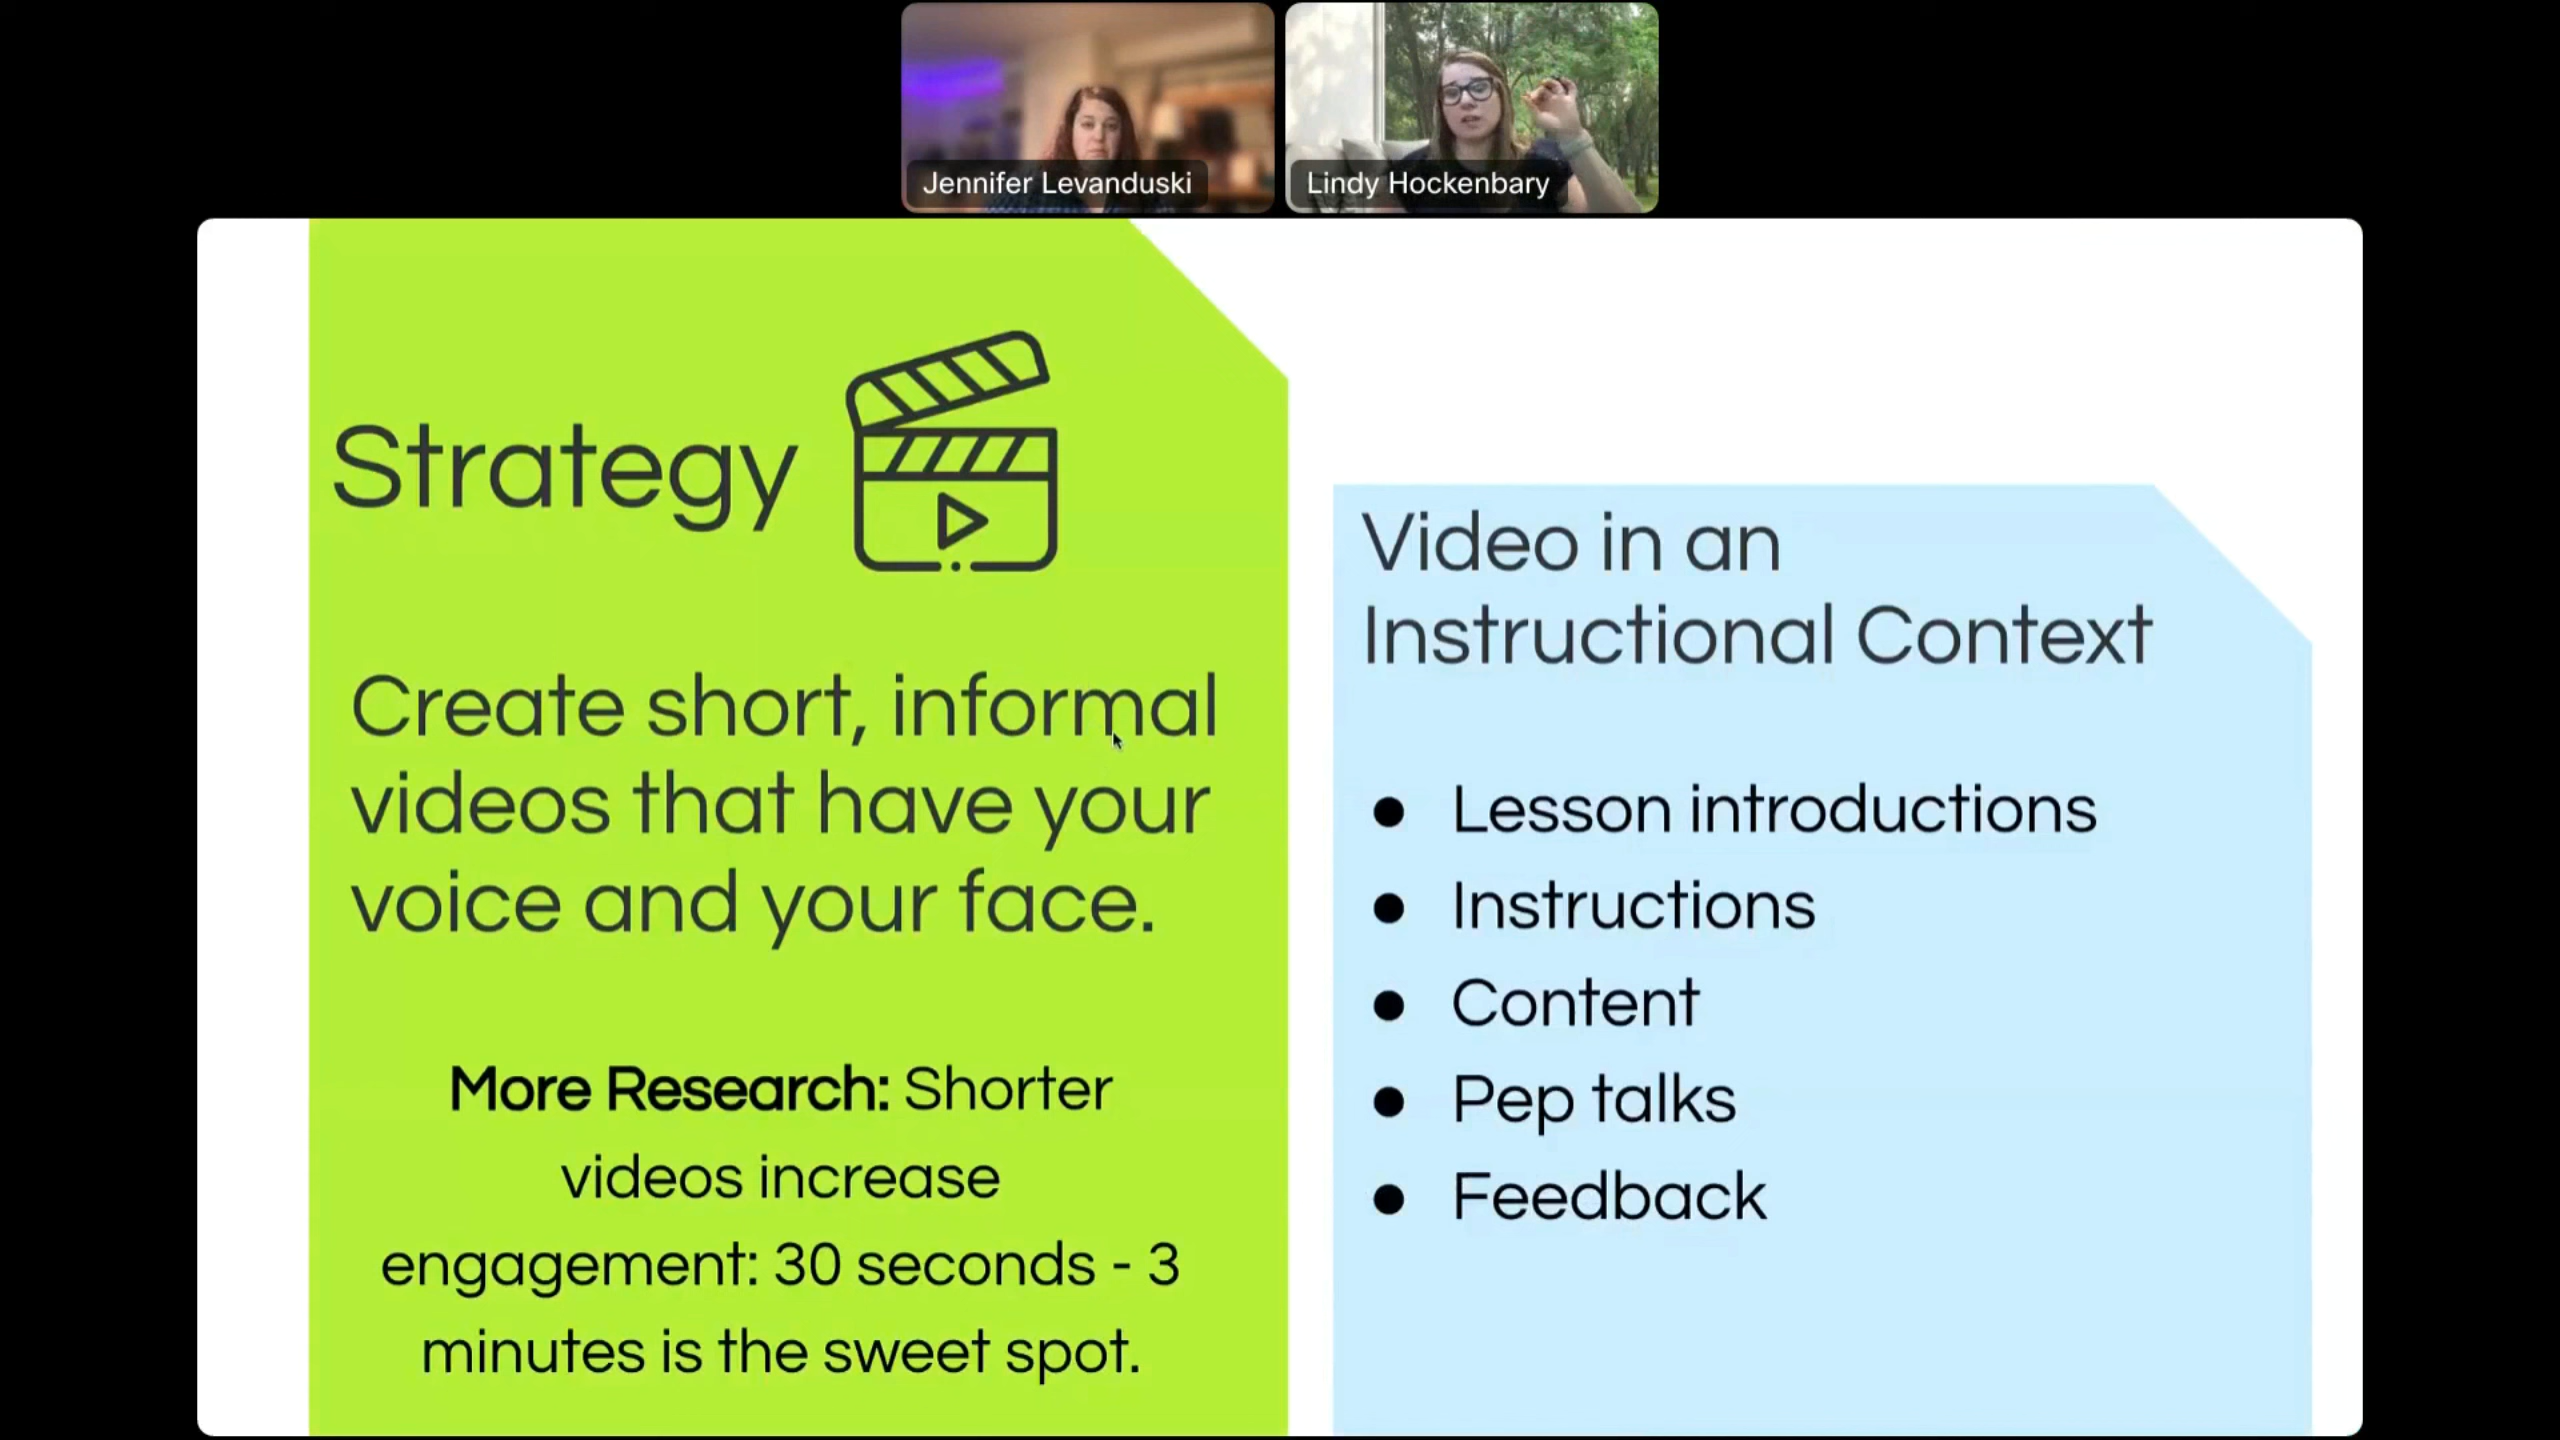 Jennifer Levanduski
Lindy Hockenbary
Strategy
Create short, informal
videos that have your
voice and your face.
More Research: Shorter
videos increase
engagement: 30 seconds - 3
minutes is the sweet spot.
Video in an
Instructional Context
● Lesson introductions
● Instructions
● Content
● Pep talks
● Feedback